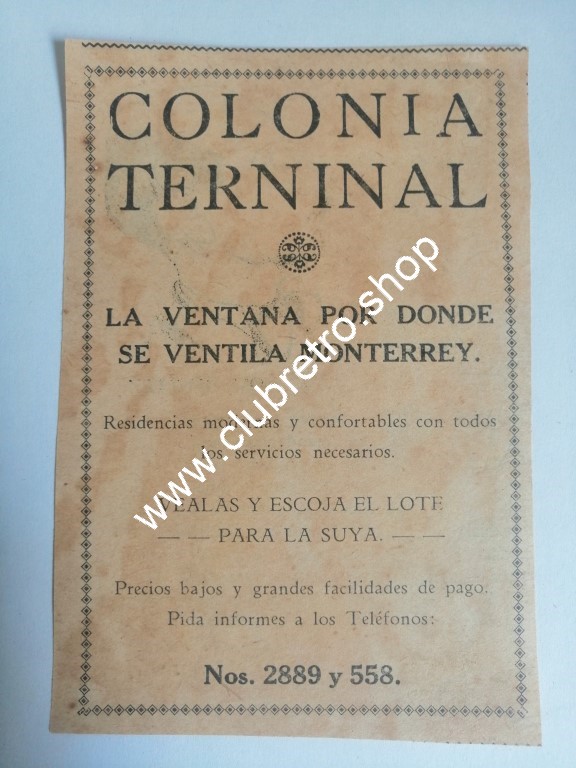 COLONIA
TERNINAL
LA VENTANA POR DONDE
SE VENTILA MONTERREY.
Residencias modernas y confortables con todos
los servicios necesarios.
VEALAS Y ESCOJA EL LOTE
— — PARA LA SUYA. — —
Precios bajos y grandes facilidades de pago.
Pida informes a los Teléfonos:
Nos. 2889 y 558.
www.clubretro.shop